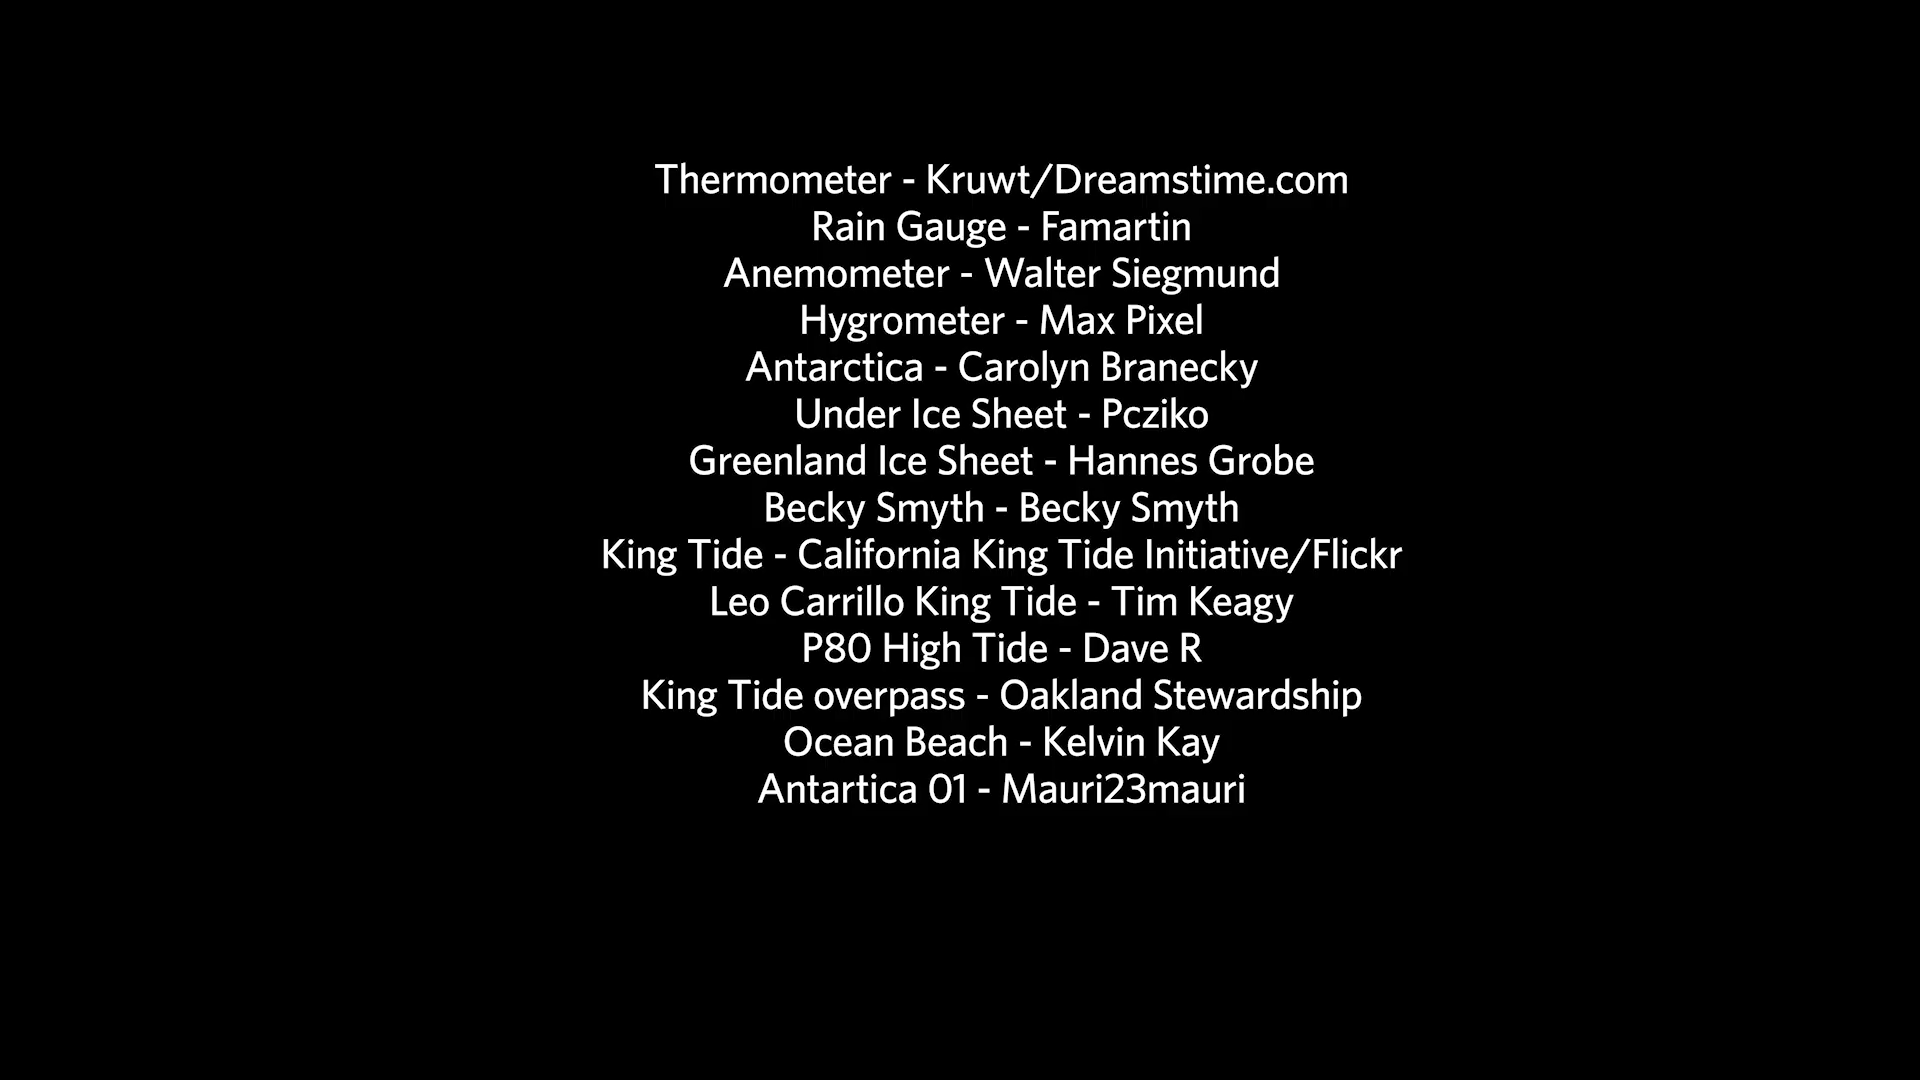 Thermometer - Kruwt/Dreamstime.com
Rain Gauge - Famartin
Anemometer - Walter Siegmund
Hygrometer - Max Pixel
Antarctica - Carolyn Branecky
Under Ice Sheet - Pcziko
Greenland Ice Sheet - Hannes Grobe
Becky Smyth - Becky Smyth
King Tide - California King Tide Initiative/Flickr
Leo Carrillo King Tide - Tim Keagy
P80 High Tide - Dave R
King Tide overpass - Oakland Stewardship
Ocean Beach - Kelvin Kay
Antartica 01 - Mauri23mauri